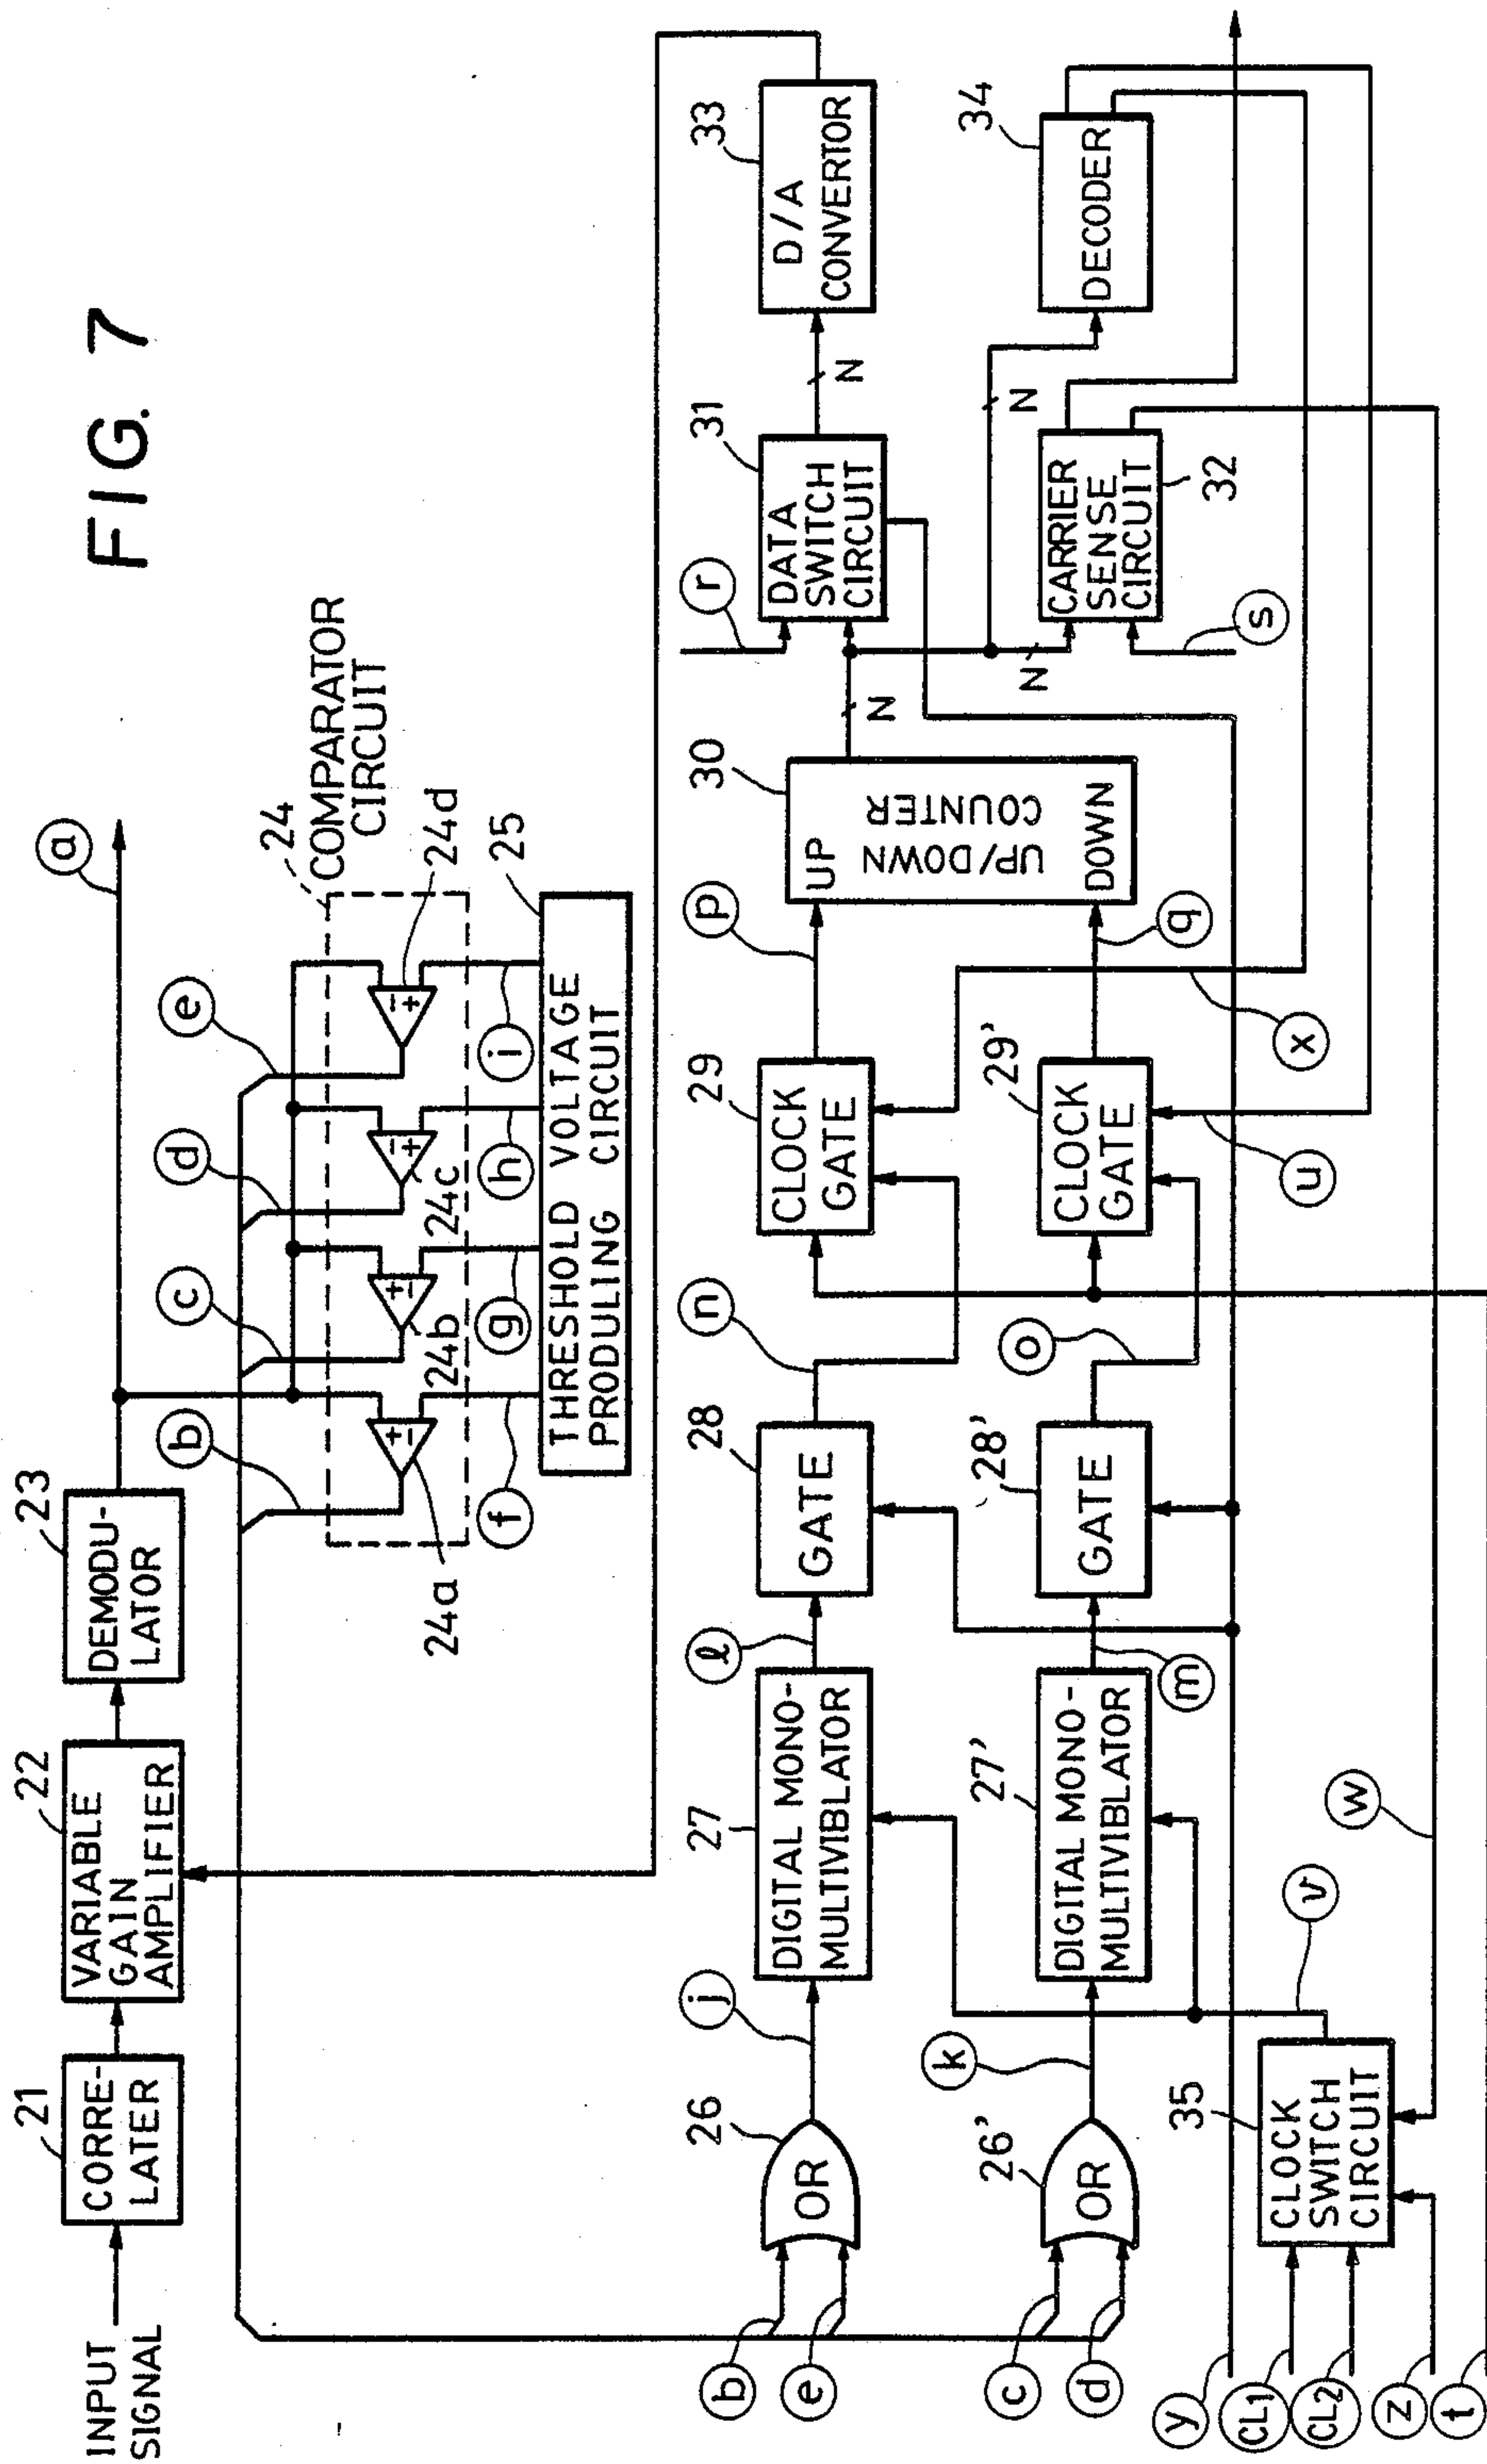 FIG. 7
INPUT
SIGNAL
21
CORRE-
LATER
22
VARIABLE
GAIN
AMPLIFIER
23
DEMODU-
LATOR
a
b
c
d
e
24
COMPARATOR
CIRCUIT
+
-
24a
+
-
24b
-
+
24c
-
+
24d
f
g
h
i
25
THRESHOLD VOLTAGE
PRODULING CIRCUIT
b
e
OR
26
j
27
DIGITAL MONO-
MULTIVIBLATOR
l
28
GATE
n
29
CLOCK
GATE
p
30
UP
UP/DOWN
COUNTER
DOWN
N
r
31
DATA
SWITCH
CIRCUIT
N
33
D/A
CONVERTOR
c
d
OR
26'
k
27'
DIGITAL MONO-
MULTIVIBLATOR
m
28'
GATE
o
29'
CLOCK
GATE
q
N
N
s
CARRIER
SENSE
CIRCUIT
32
34
DECODER
u
x
y
CL1
CL2
z
t
35
CLOCK
SWITCH
CIRCUIT
v
w